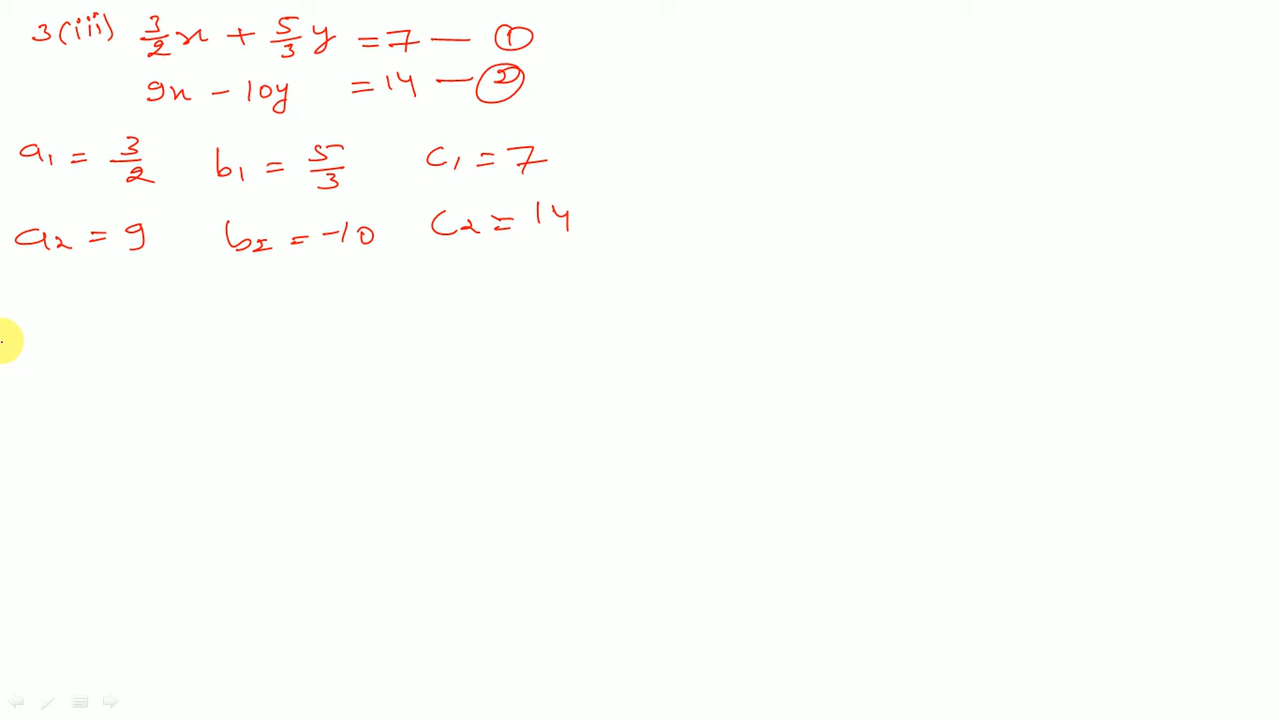 3(iii) 3/2 x + 5/3 y = 7 — ①
9x - 10y = 14 — ②
a₁ = 3/2 b₁ = 5/3 c₁ = 7
a₂ = 9 b₂ = -10 c₂ = 14